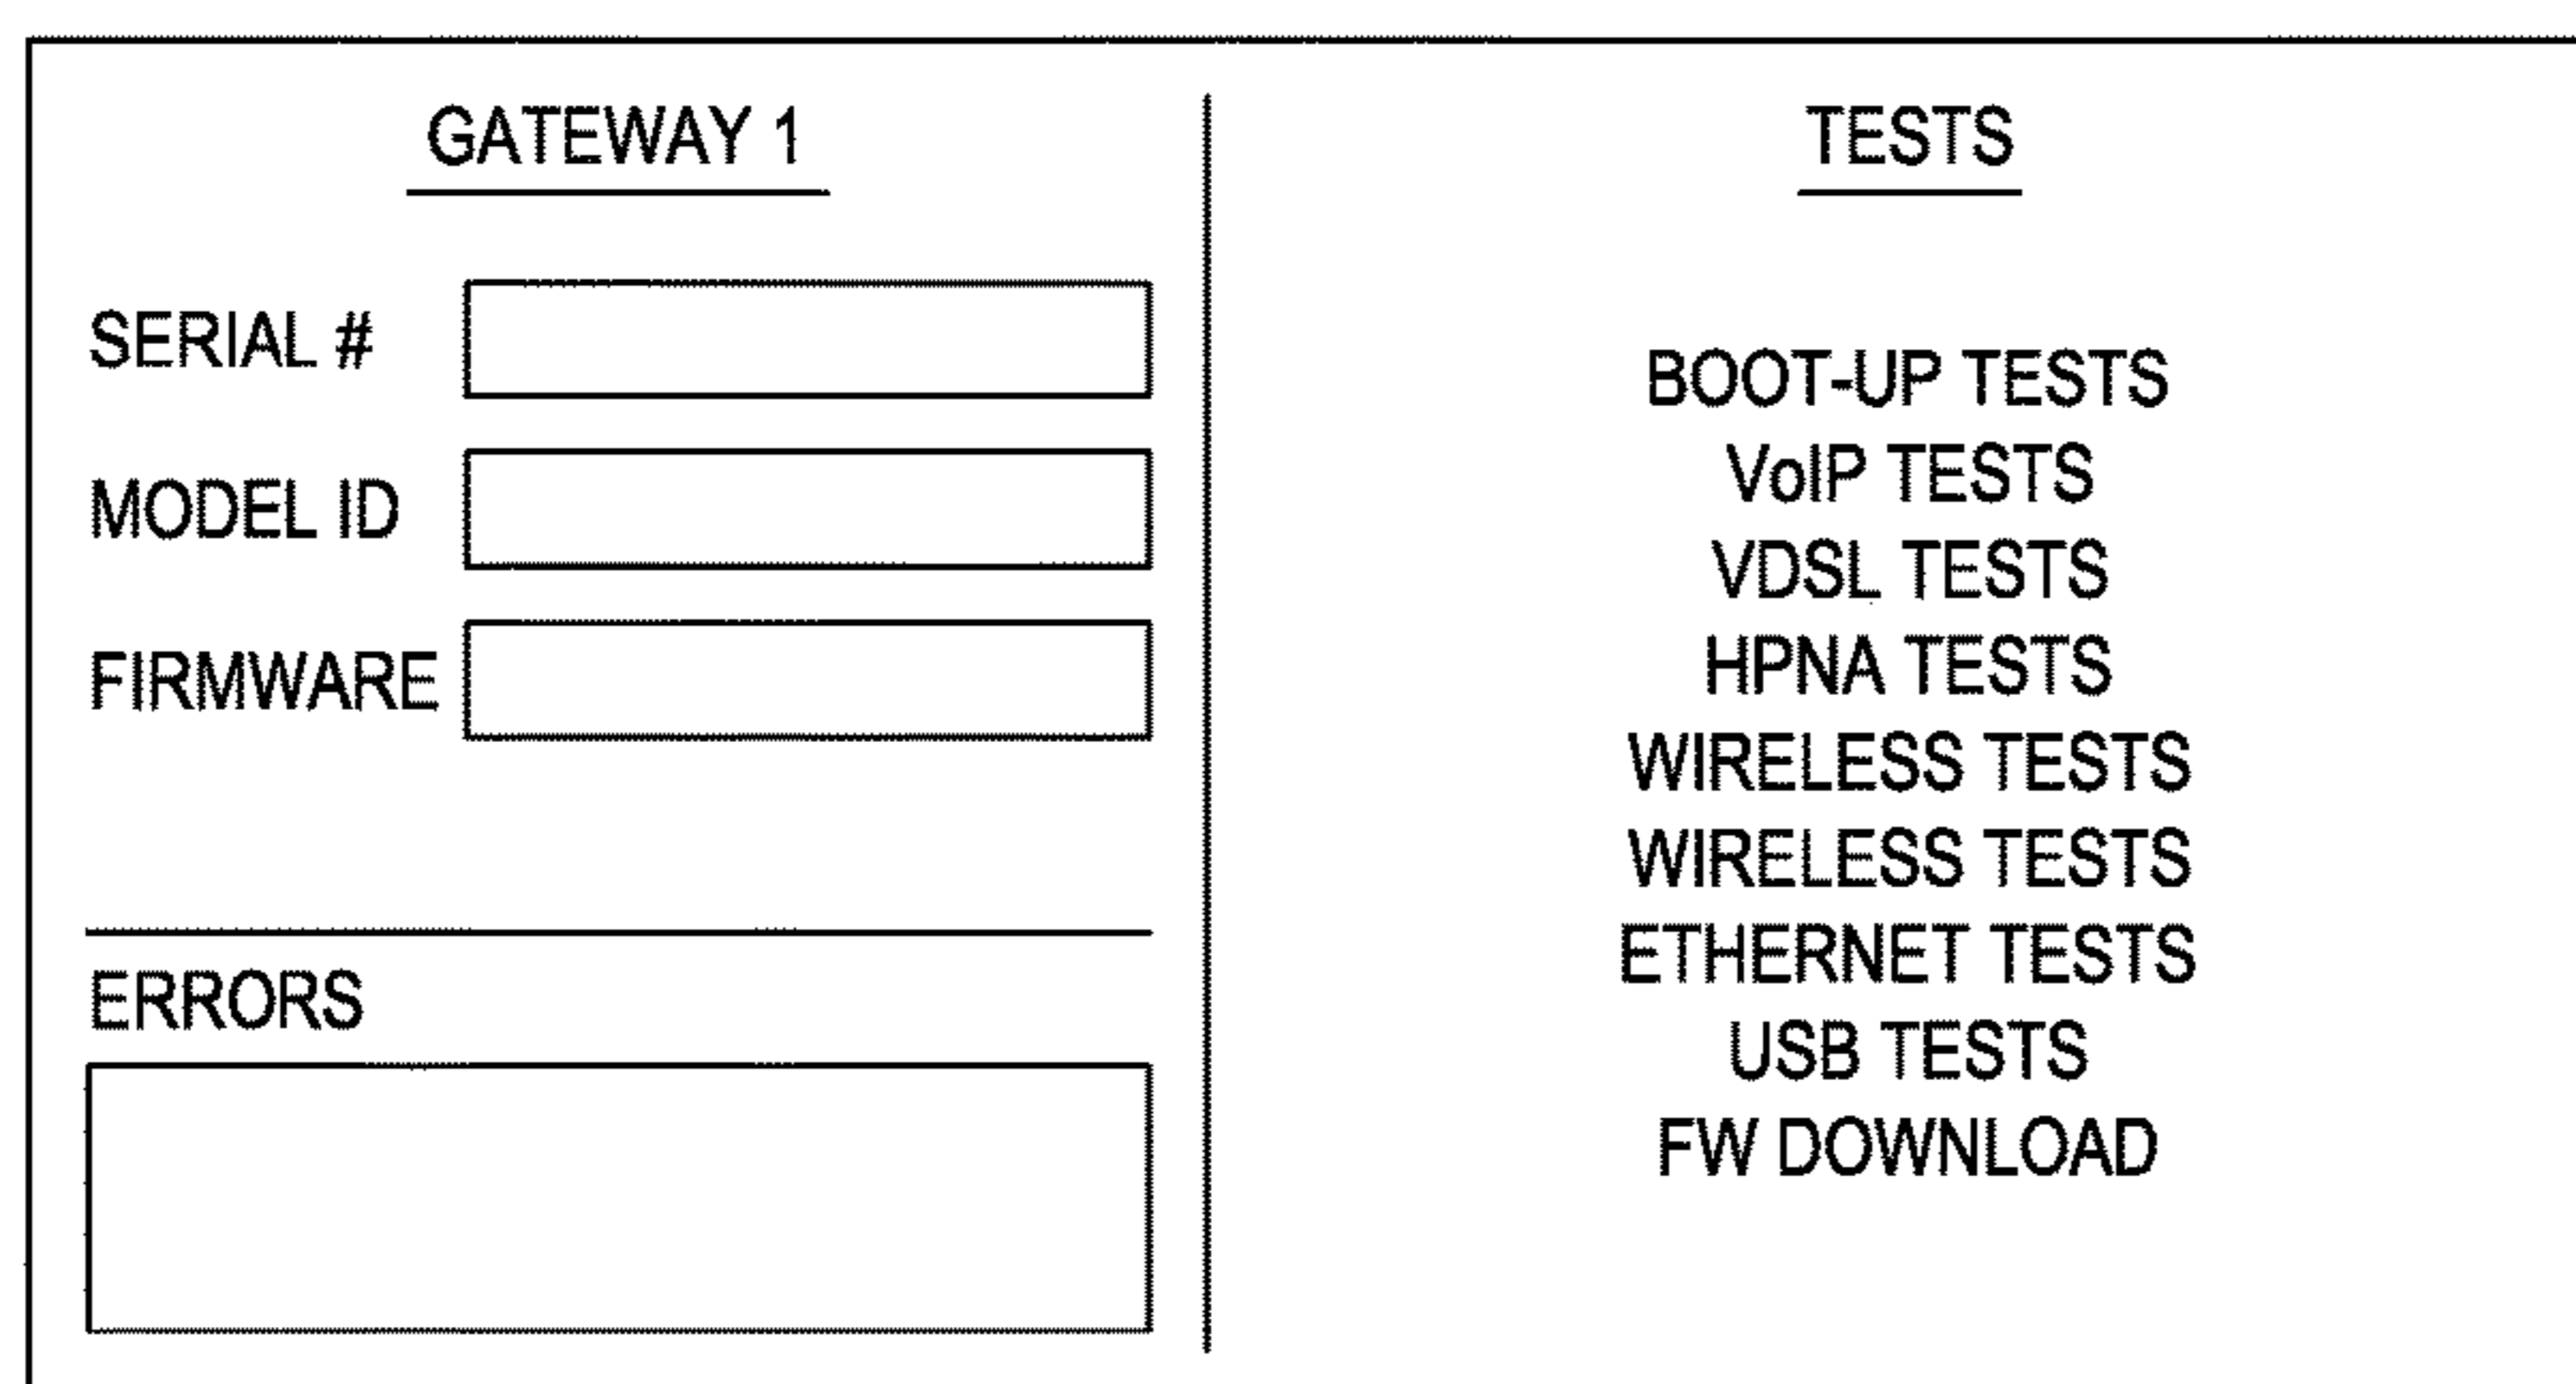 GATEWAY 1
SERIAL #
MODEL ID
FIRMWARE
ERRORS
TESTS
BOOT-UP TESTS
VoIP TESTS
VDSL TESTS
HPNA TESTS
WIRELESS TESTS
WIRELESS TESTS
ETHERNET TESTS
USB TESTS
FW DOWNLOAD